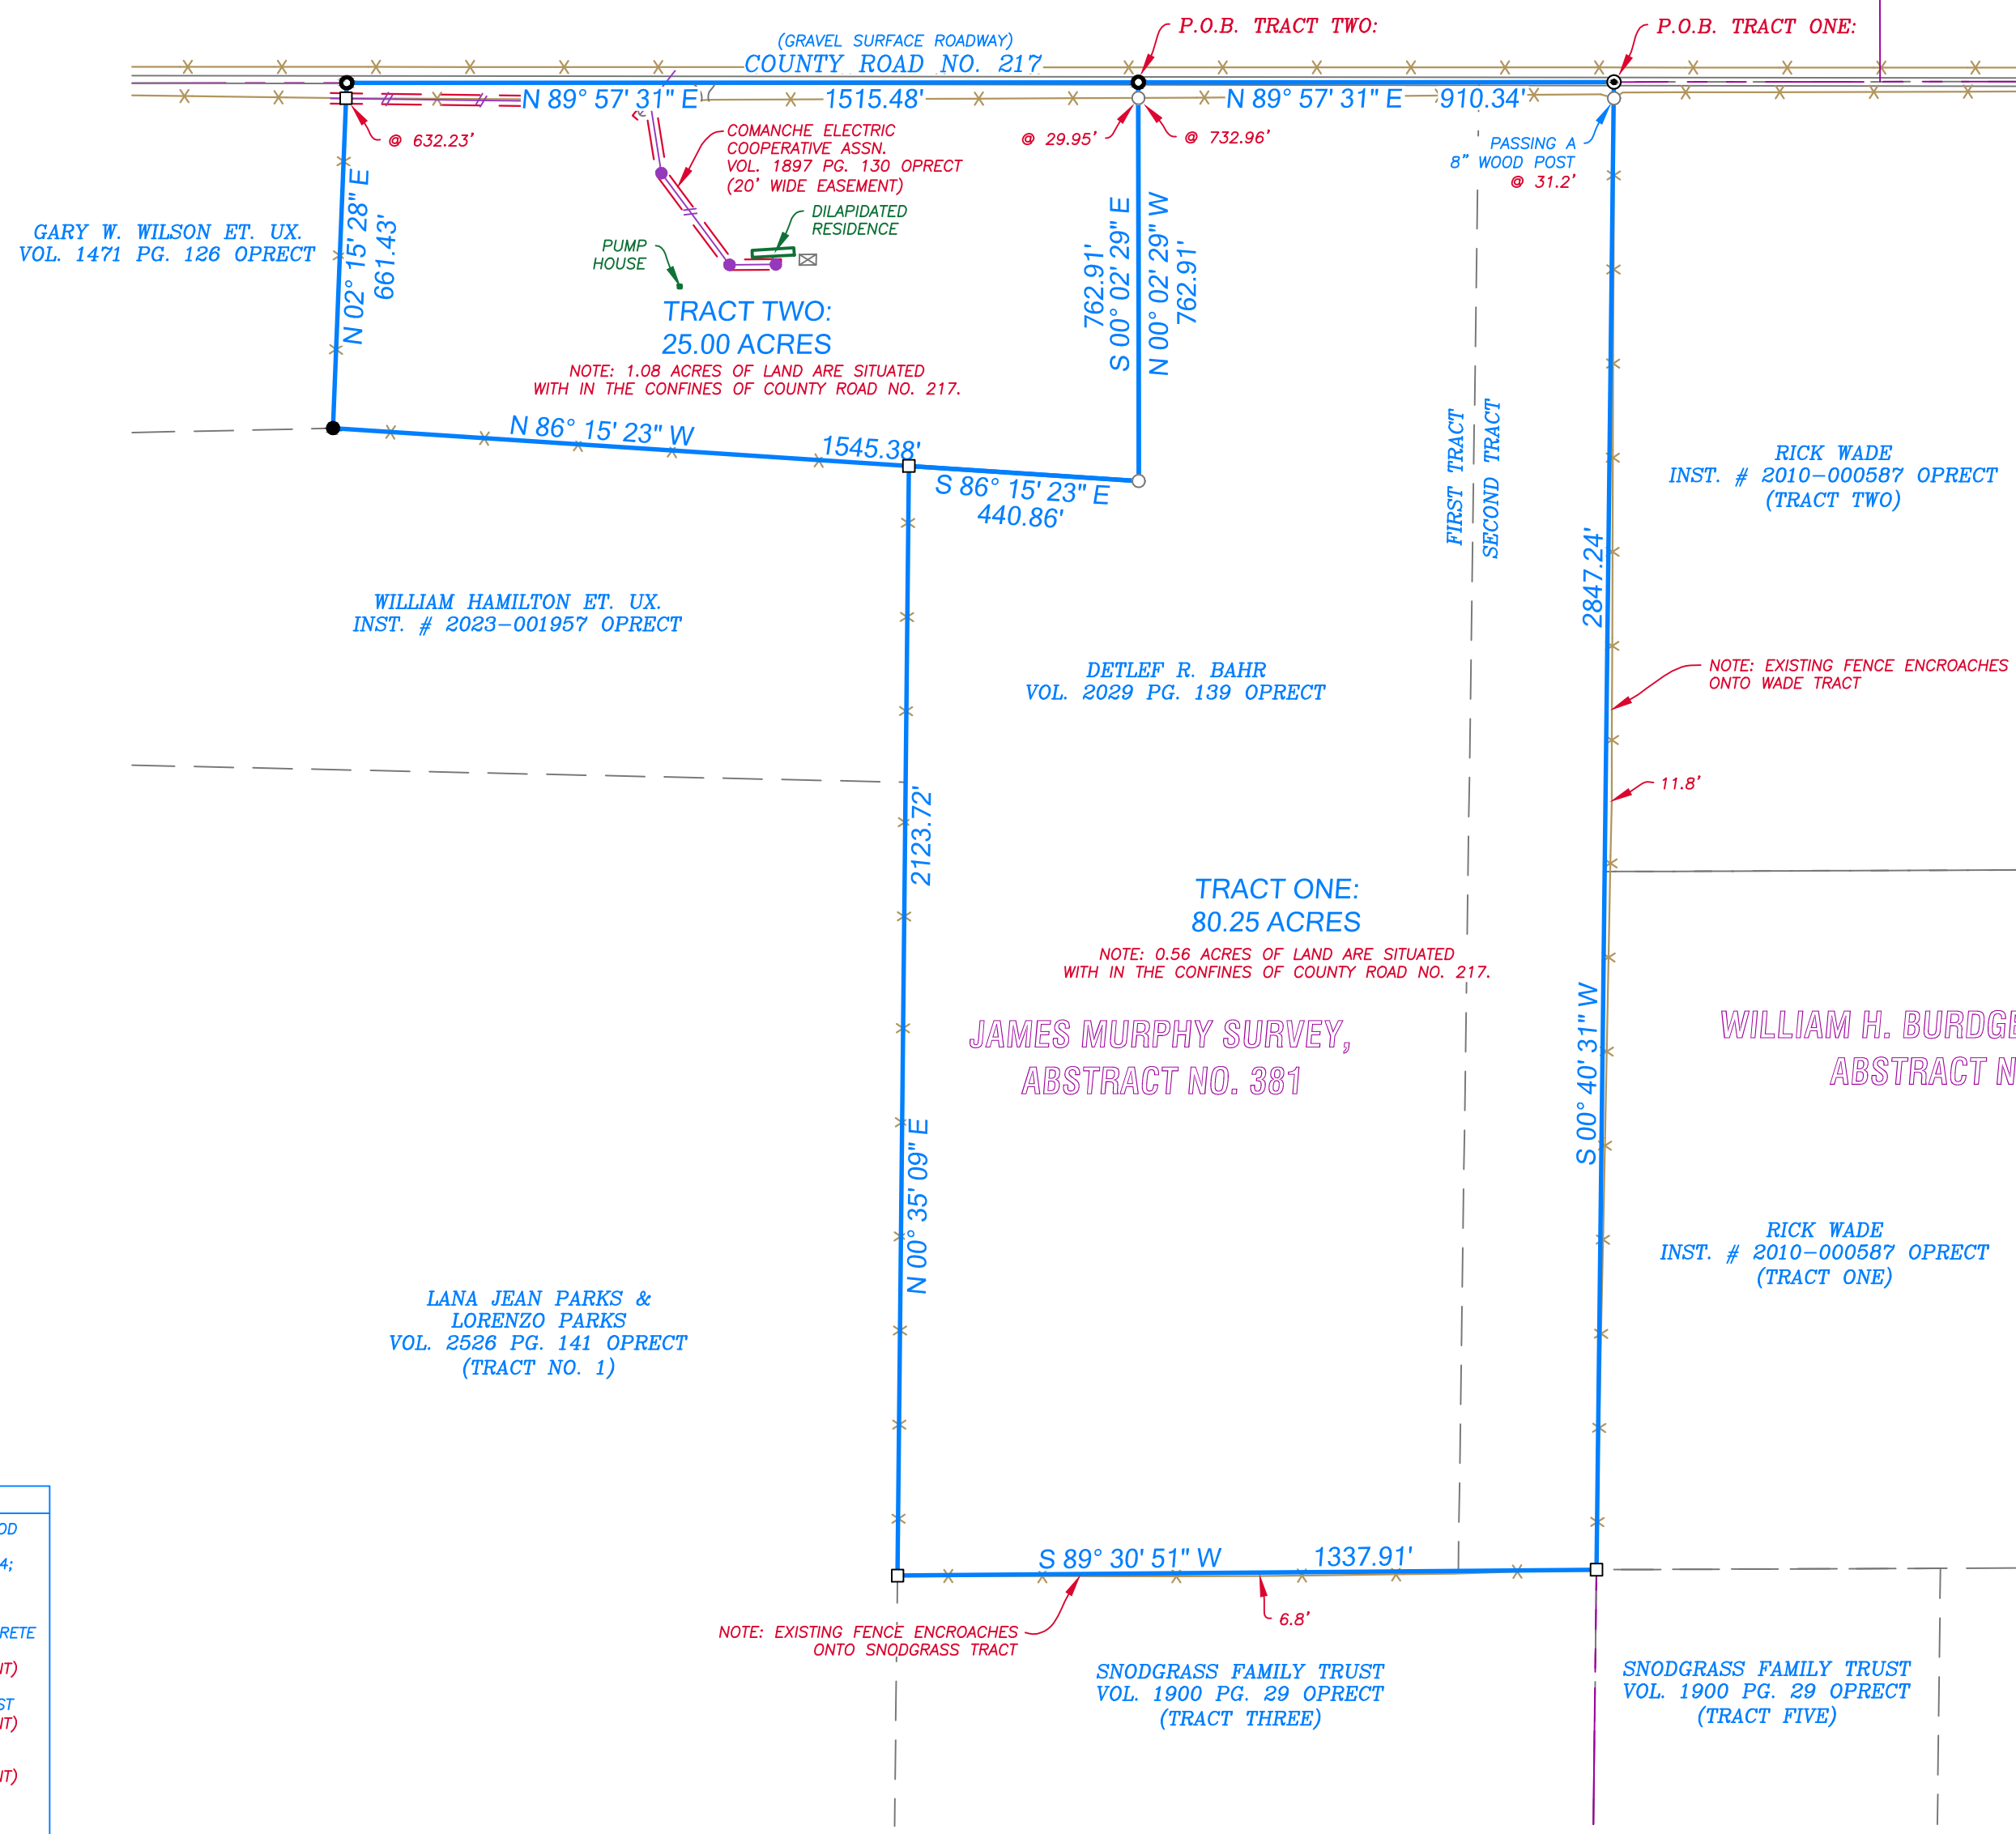 P.O.B. TRACT TWO:
P.O.B. TRACT ONE:
(GRAVEL SURFACE ROADWAY)
COUNTY ROAD NO. 217
N 89° 57' 31" E
1515.48'
N 89° 57' 31" E
910.34'
@ 632.23'
COMANCHE ELECTRIC
COOPERATIVE ASSN.
VOL. 1897 PG. 130 OPRECT
(20' WIDE EASEMENT)
@ 29.95'
@ 732.96'
PASSING A
8" WOOD POST
@ 31.2'
GARY W. WILSON ET. UX.
VOL. 1471 PG. 126 OPRECT
N 02° 15' 28" E
661.43'
DILAPIDATED
RESIDENCE
PUMP
HOUSE
762.91'
S 00° 02' 29" E
N 00° 02' 29" W
762.91'
TRACT TWO:
25.00 ACRES
NOTE: 1.08 ACRES OF LAND ARE SITUATED
WITH IN THE CONFINES OF COUNTY ROAD NO. 217.
N 86° 15' 23" W
1545.38'
S 86° 15' 23" E
440.86'
FIRST TRACT
SECOND TRACT
RICK WADE
INST. # 2010-000587 OPRECT
(TRACT TWO)
2847.24'
WILLIAM HAMILTON ET. UX.
INST. # 2023-001957 OPRECT
DETLEF R. BAHR
VOL. 2029 PG. 139 OPRECT
NOTE: EXISTING FENCE ENCROACHES
ONTO WADE TRACT
11.8'
2123.72'
TRACT ONE:
80.25 ACRES
NOTE: 0.56 ACRES OF LAND ARE SITUATED
WITH IN THE CONFINES OF COUNTY ROAD NO. 217.
JAMES MURPHY SURVEY,
ABSTRACT NO. 381
WILLIAM H. BURDGE
ABSTRACT N
S 00° 40' 31" W
N 00° 35' 09" E
RICK WADE
INST. # 2010-000587 OPRECT
(TRACT ONE)
LANA JEAN PARKS &
LORENZO PARKS
VOL. 2526 PG. 141 OPRECT
(TRACT NO. 1)
OD
4;
RETE
NT)
ST
NT)
NT)
S 89° 30' 51" W
1337.91'
NOTE: EXISTING FENCE ENCROACHES
ONTO SNODGRASS TRACT
6.8'
SNODGRASS FAMILY TRUST
VOL. 1900 PG. 29 OPRECT
(TRACT THREE)
SNODGRASS FAMILY TRUST
VOL. 1900 PG. 29 OPRECT
(TRACT FIVE)